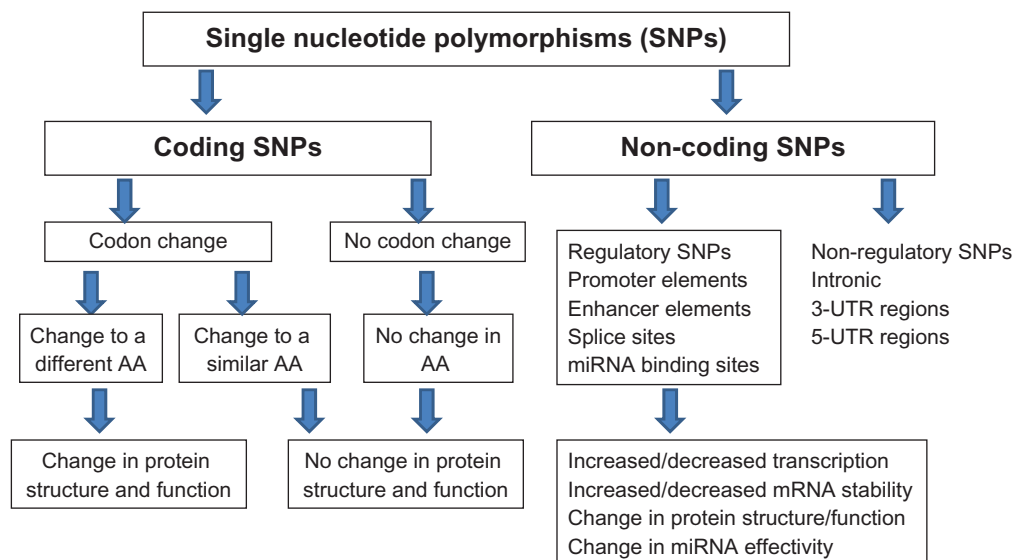 Single nucleotide polymorphisms (SNPs)
Coding SNPs
Non-coding SNPs
Codon change
No codon change
Regulatory SNPs
Promoter elements
Enhancer elements
Splice sites
miRNA binding sites
Non-regulatory SNPs
Intronic
3-UTR regions
5-UTR regions
Change to a
different AA
Change to a
similar AA
No change in
AA
Change in protein
structure and function
No change in protein
structure and function
Increased/decreased transcription
Increased/decreased mRNA stability
Change in protein structure/function
Change in miRNA effectivity